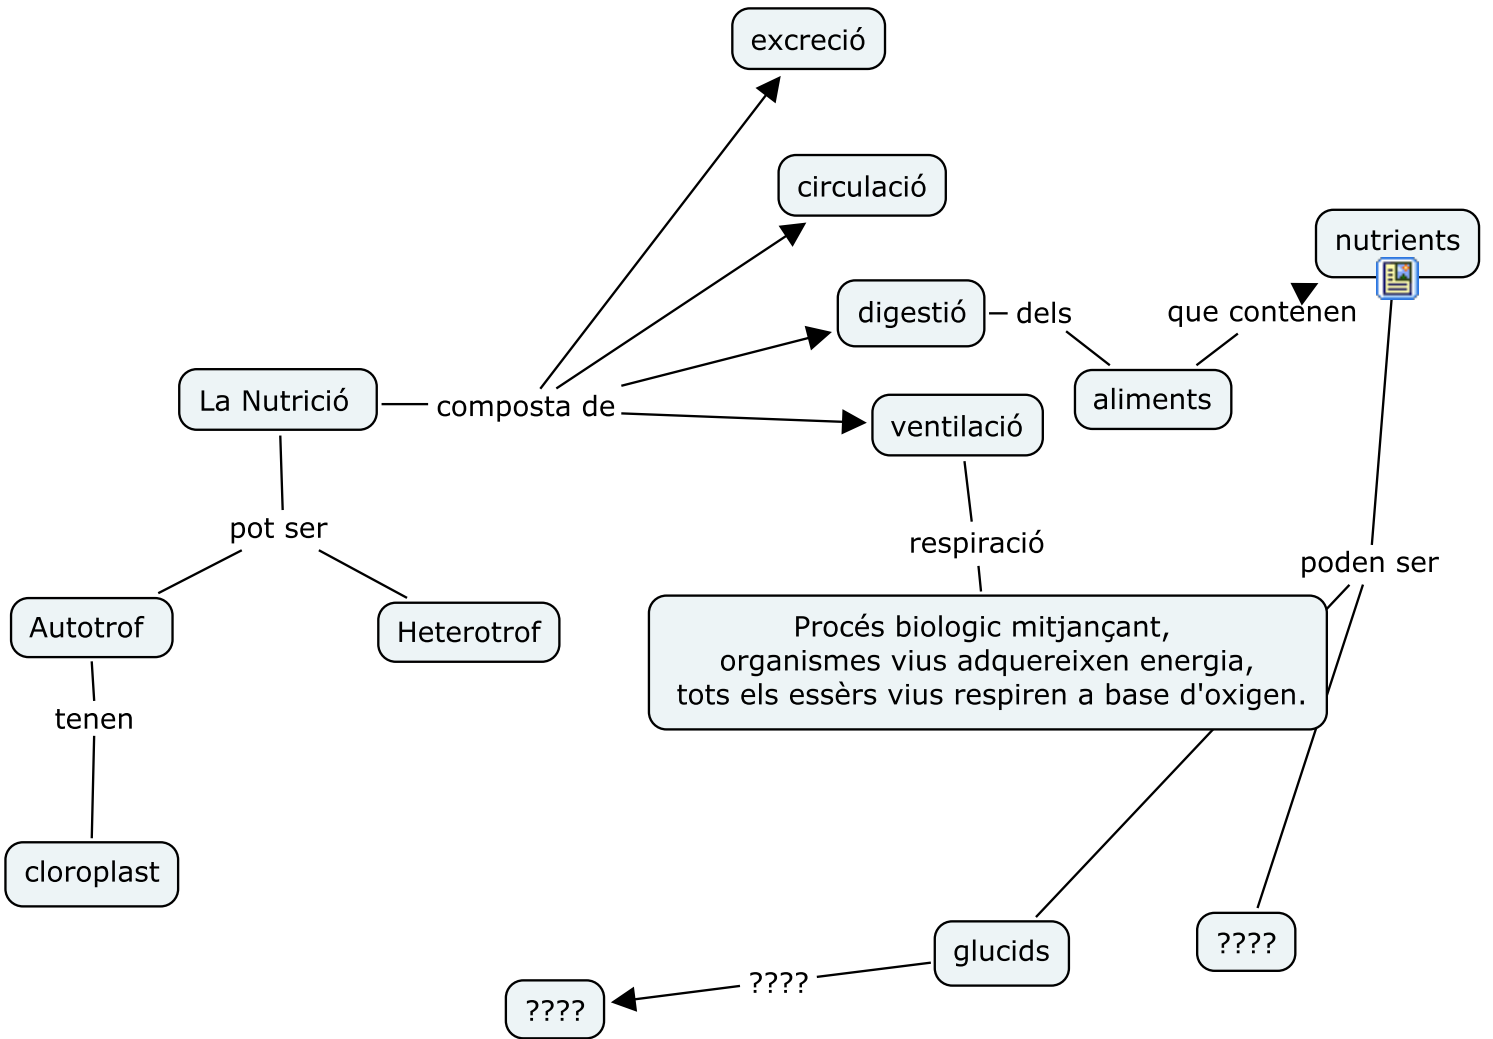 excreció
circulació
nutrients
digestió
dels
que contenen
La Nutrició
composta de
aliments
ventilació
pot ser
respiració
poden ser
Autotrof
Heterotrof
Procés biologic mitjançant,
organismes vius adquereixen energia,
tots els essèrs vius respiren a base d'oxigen.
tenen
cloroplast
glucids
????
????
????